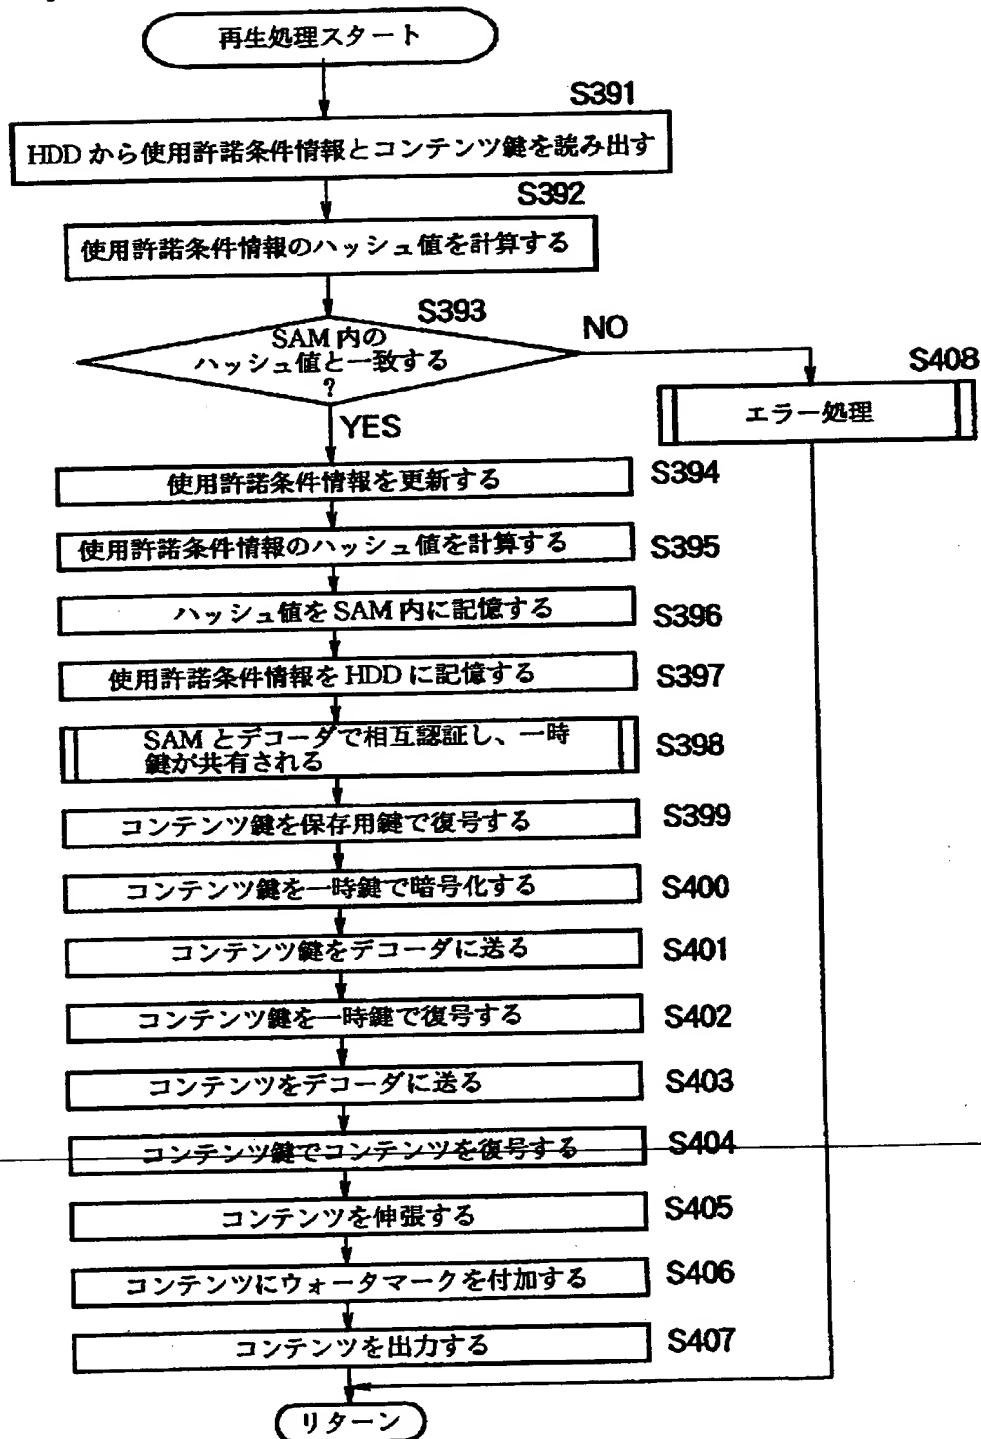 再生処理スタート
S391
HDDから使用許諾条件情報とコンテンツ鍵を読み出す
S392
使用許諾条件情報のハッシュ値を計算する
S393
SAM内の
ハッシュ値と一致する
?
NO
YES
S408
エラー処理
使用許諾条件情報を更新する
S394
使用許諾条件情報のハッシュ値を計算する
S395
ハッシュ値をSAM内に記憶する
S396
使用許諾条件情報をHDDに記憶する
S397
SAMとデコーダで相互認証し、一時
鍵が共有される
S398
コンテンツ鍵を保存用鍵で復号する
S399
コンテンツ鍵を一時鍵で暗号化する
S400
コンテンツ鍵をデコーダに送る
S401
コンテンツ鍵を一時鍵で復号する
S402
コンテンツをデコーダに送る
S403
コンテンツ鍵でコンテンツを復号する
S404
コンテンツを伸張する
S405
コンテンツにウォータマークを付加する
S406
コンテンツを出力する
S407
リターン